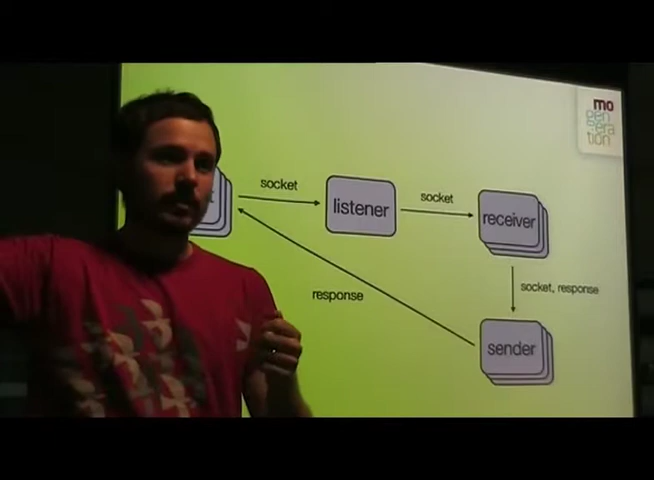 mo
gen
era
tion
socket
socket
listener
receiver
response
socket, response
sender